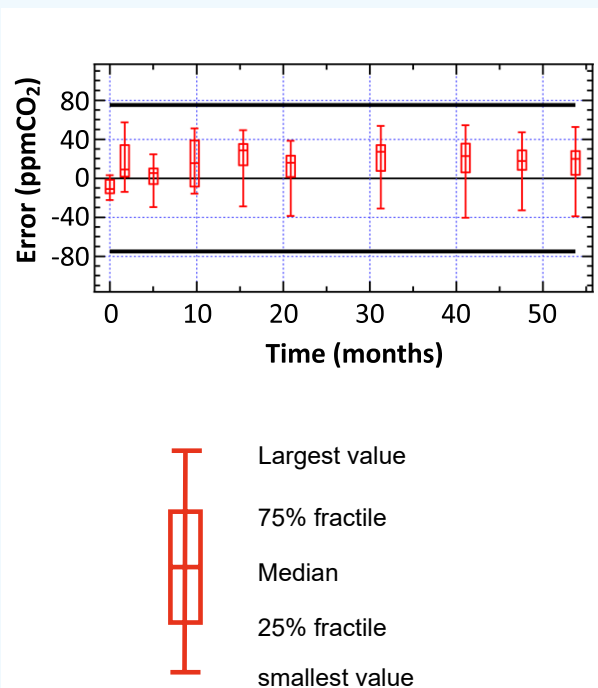 Error (ppmCO₂)
80
40
0
-40
-80
0 10 20 30 40 50
Time (months)
Largest value
75% fractile
Median
25% fractile
smallest value